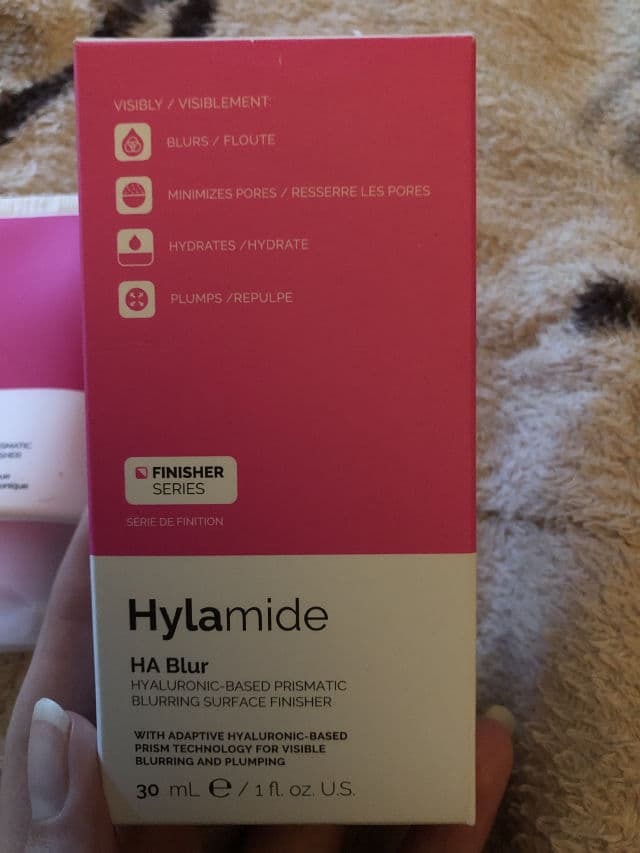 VISIBLY / VISIBLEMENT:
BLURS / FLOUTE
MINIMIZES PORES / RESSERRE LES PORES
HYDRATES /HYDRATE
PLUMPS /REPULPE
FINISHER
SERIES
SÉRIE DE FINITION
Hylamide
HA Blur
HYALURONIC-BASED PRISMATIC
BLURRING SURFACE FINISHER
WITH ADAPTIVE HYALURONIC-BASED
PRISM TECHNOLOGY FOR VISIBLE
BLURRING AND PLUMPING
30 mL ℮ / 1 fl. oz. U.S.